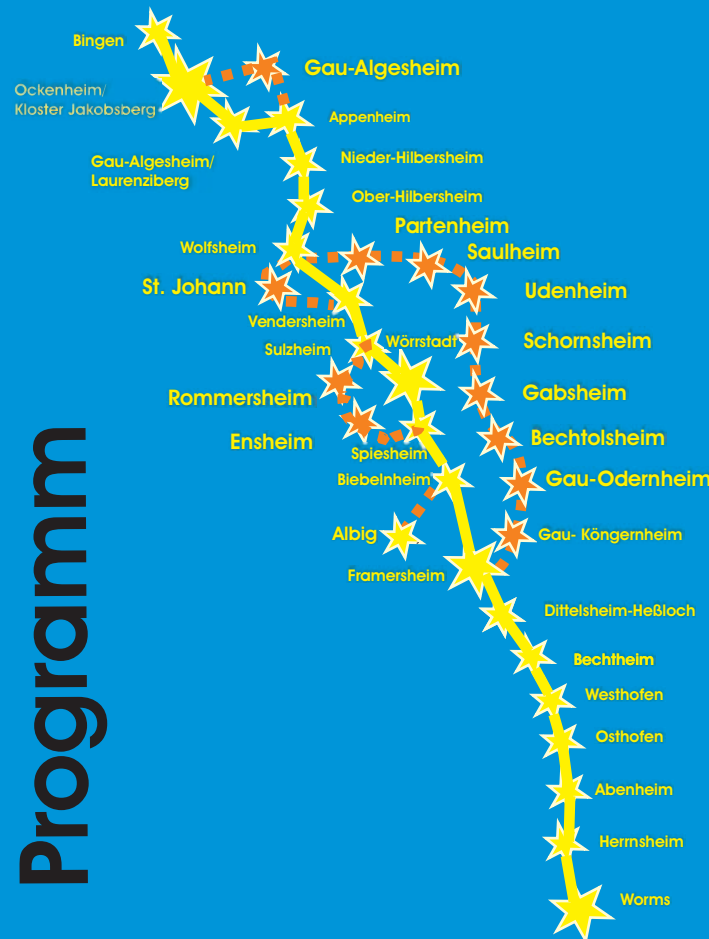 Bingen
Gau-Algesheim
Ockenheim/
Kloster Jakobsberg
Appenheim
Gau-Algesheim/
Laurenziberg
Nieder-Hilbersheim
Ober-Hilbersheim
Partenheim
Wolfsheim
Saulheim
St. Johann
Udenheim
Vendersheim
Wörrstadt
Schornsheim
Sulzheim
Rommersheim
Gabsheim
Ensheim
Bechtolsheim
Spiesheim
Biebelnheim
Gau-Odernheim
Albig
Gau- Köngernheim
Framersheim
Dittelsheim-Heßloch
Bechtheim
Westhofen
Osthofen
Abenheim
Herrnsheim
Worms
Programm